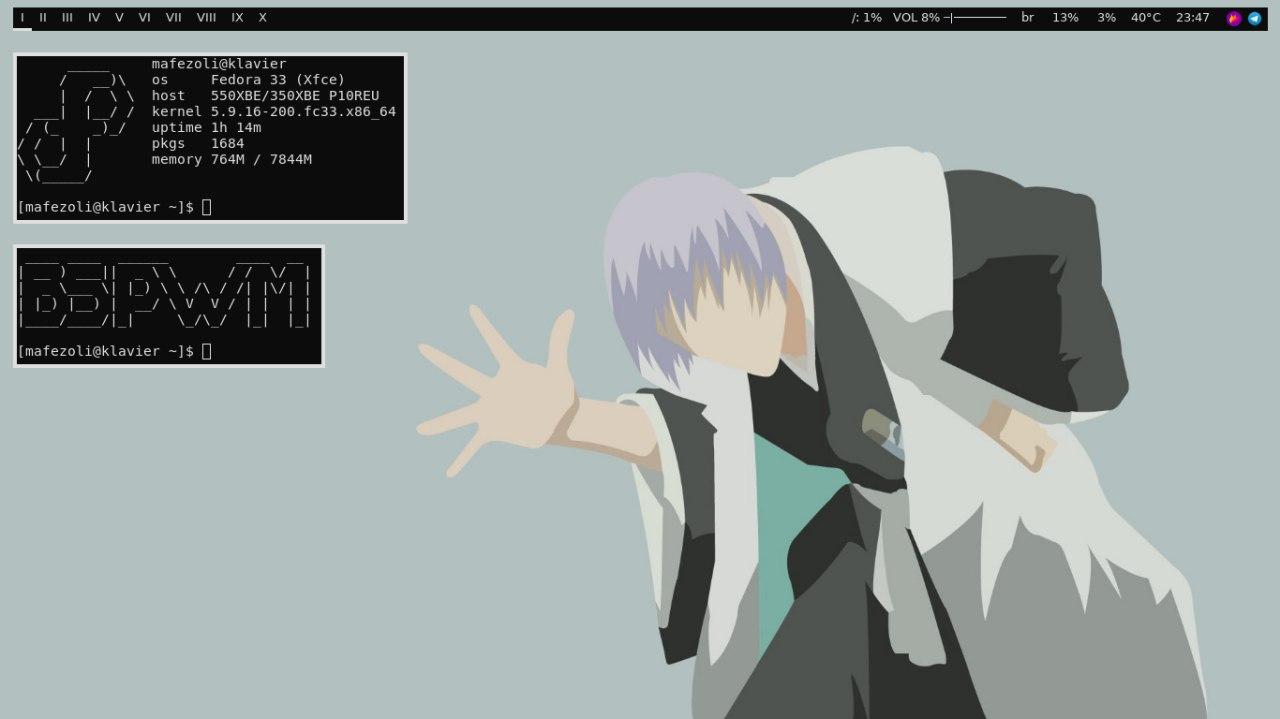 I II III IV V VI VII VIII IX X /: 1% VOL 8% br 13% 3% 40°C 23:47
mafezoli@klavier
os Fedora 33 (Xfce)
host 550XBE/350XBE P10REU
kernel 5.9.16-200.fc33.x86_64
uptime 1h 14m
pkgs 1684
memory 764M / 7844M
[mafezoli@klavier ~]$
BSPWM
[mafezoli@klavier ~]$